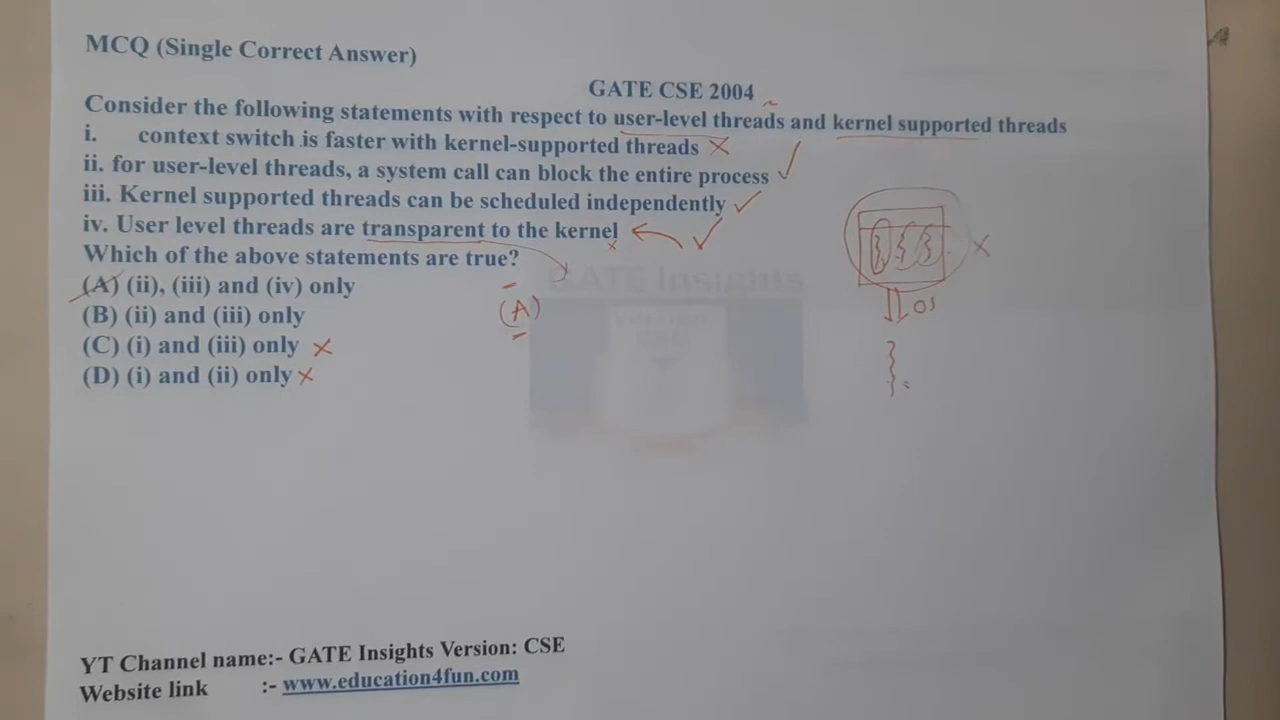 MCQ (Single Correct Answer)
GATE CSE 2004
Consider the following statements with respect to user-level threads and kernel supported threads
i. context switch is faster with kernel-supported threads ×
ii. for user-level threads, a system call can block the entire process ✓
iii. Kernel supported threads can be scheduled independently ✓
iv. User level threads are transparent to the kernel ✓
Which of the above statements are true?
(A) (ii), (iii) and (iv) only
(A)
(B) (ii) and (iii) only
(C) (i) and (iii) only ×
(D) (i) and (ii) only ×
OS
GATE Insights
YT Channel name:- GATE Insights Version: CSE
Website link :- www.education4fun.com